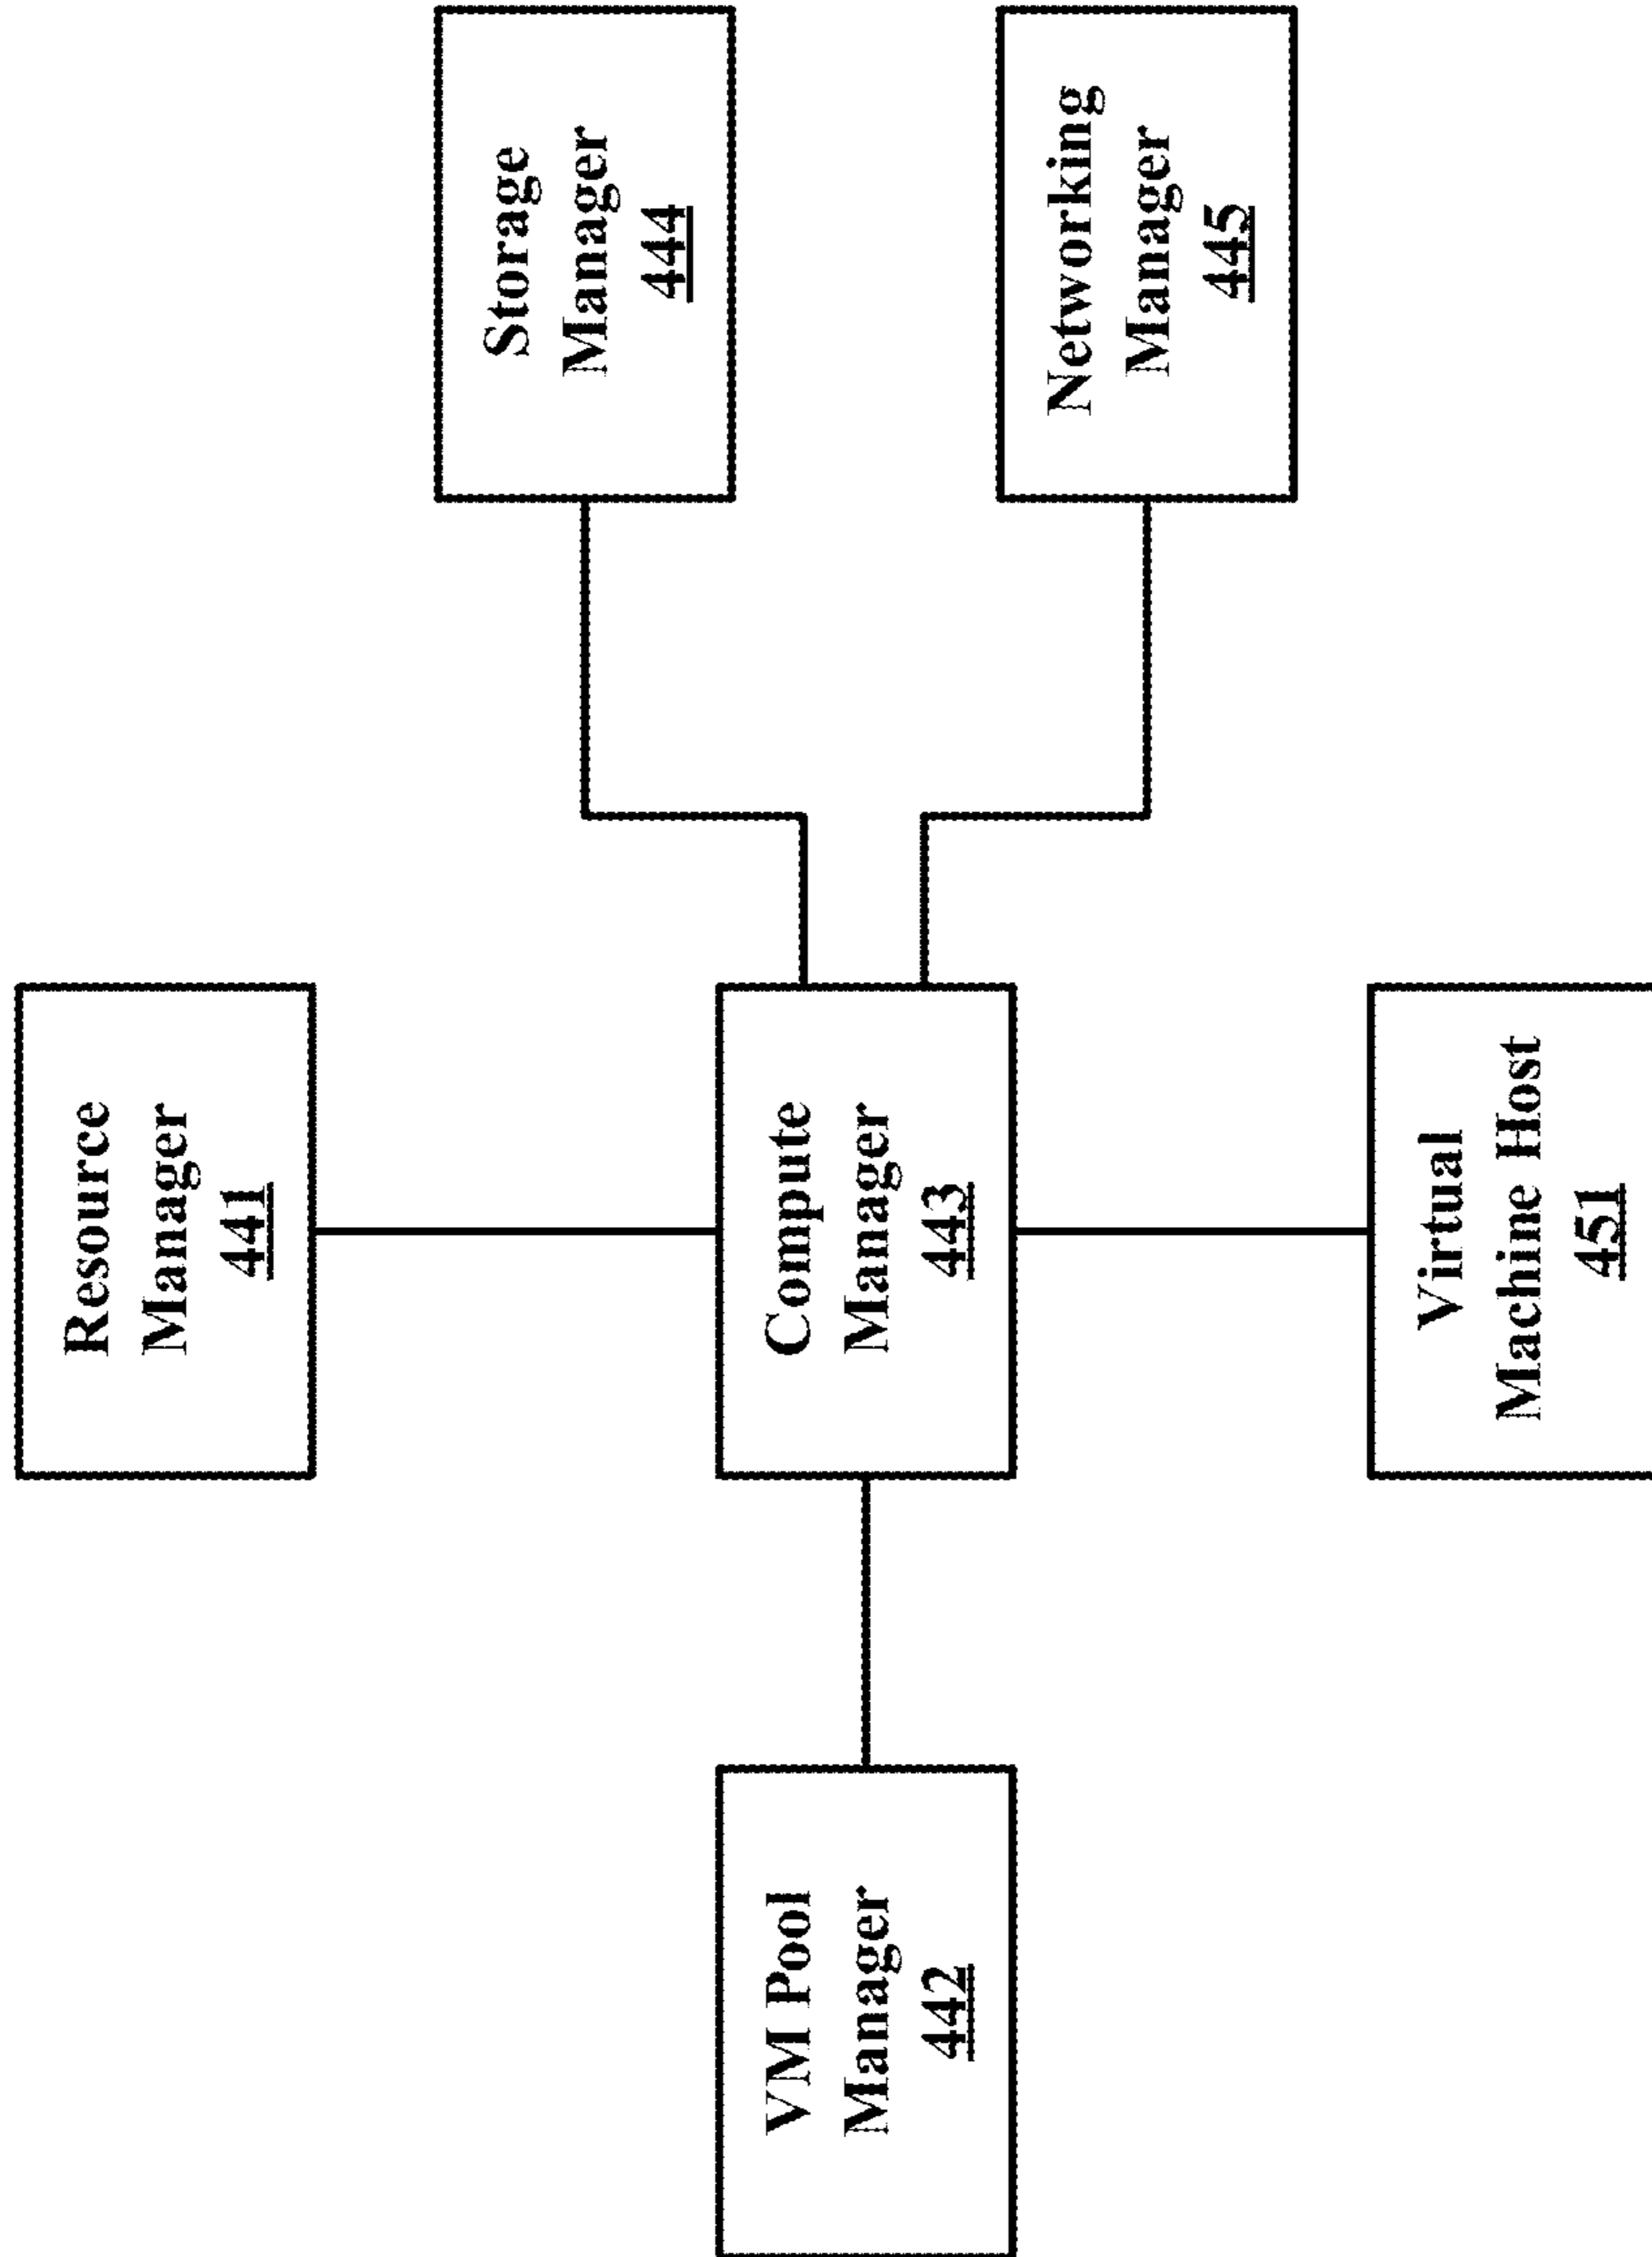 Resource
Manager
441
Storage
Manager
444
VM Pool
Manager
442
Compute
Manager
443
Networking
Manager
445
Virtual
Machine Host
451